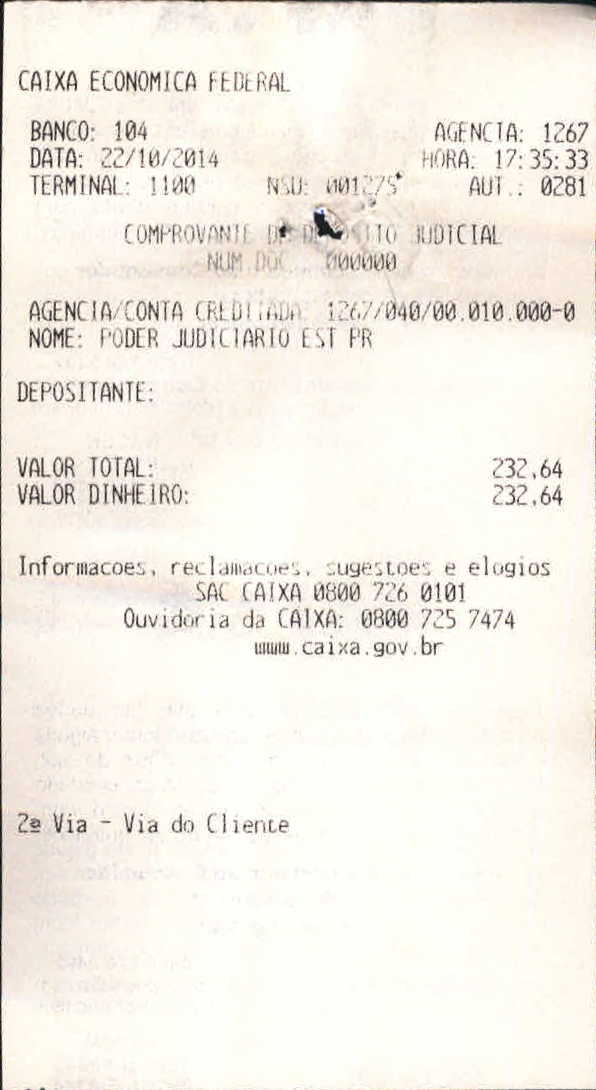 CAIXA ECONOMICA FEDERAL
BANCO: 104 AGENCIA: 1267
DATA: 22/10/2014 HORA: 17:35:33
TERMINAL: 1100 NSU: 001275 AUT.: 0281
COMPROVANTE DE DEPOSITO JUDICIAL
NUM DOC 000000
AGENCIA/CONTA CREDITADA: 1267/040/00.010.000-0
NOME: PODER JUDICIARIO EST PR
DEPOSITANTE:
VALOR TOTAL: 232,64
VALOR DINHEIRO: 232,64
Informacoes, reclamacoes, sugestoes e elogios
SAC CAIXA 0800 726 0101
Ouvidoria da CAIXA: 0800 725 7474
www.caixa.gov.br
2ª Via - Via do Cliente